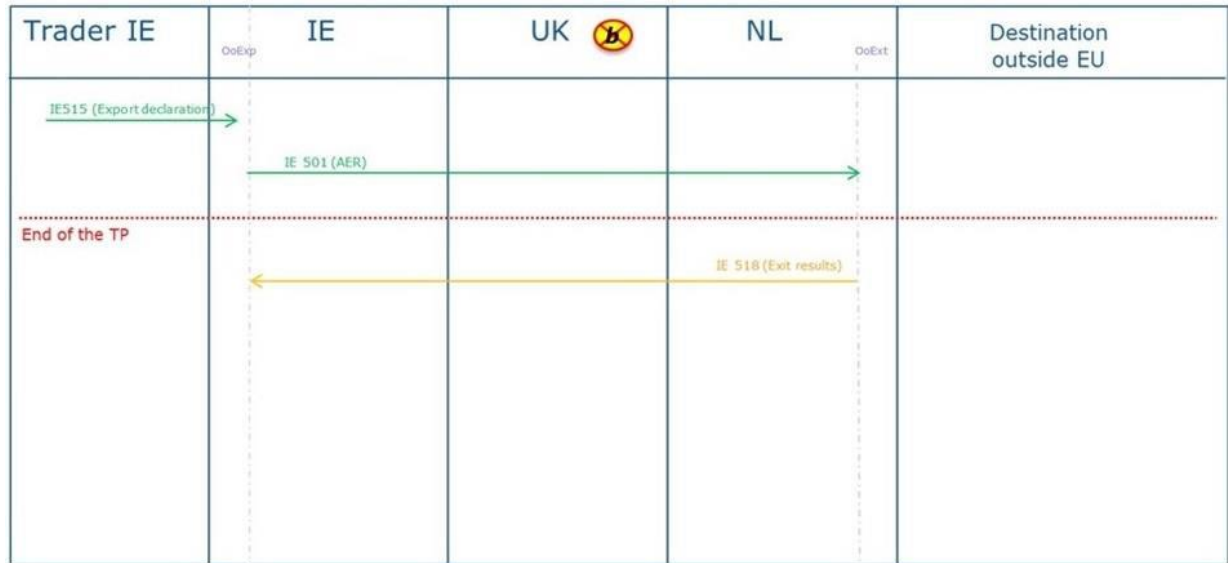 Trader IE
IE
UK
b
NL
Destination
outside EU
OoExp
OoExt
IE515 (Export declaration)
IE 501 (AER)
End of the TP
IE 518 (Exit results)